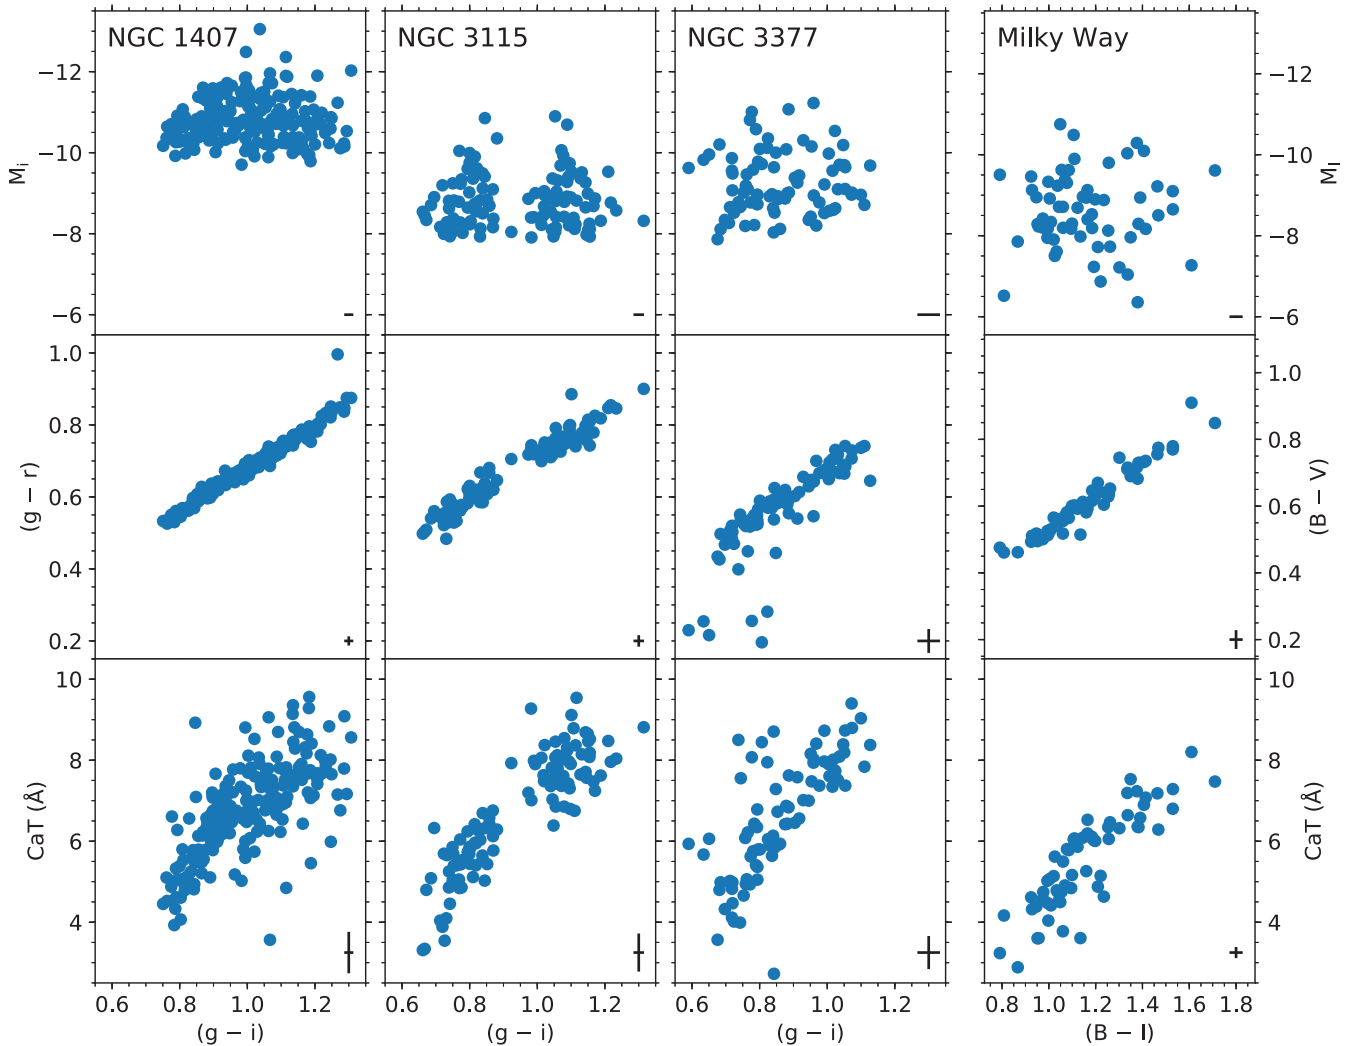 NGC 1407
NGC 3115
NGC 3377
Milky Way
−12
−10
−8
−6
M_i
−12
−10
−8
−6
M_I
1.0
0.8
0.6
0.4
0.2
(g − r)
1.0
0.8
0.6
0.4
0.2
(B − V)
10
8
6
4
CaT (Å)
10
8
6
4
CaT (Å)
0.6 0.8 1.0 1.2
0.6 0.8 1.0 1.2
0.6 0.8 1.0 1.2
0.8 1.0 1.2 1.4 1.6 1.8
(g − i)
(g − i)
(g − i)
(B − I)